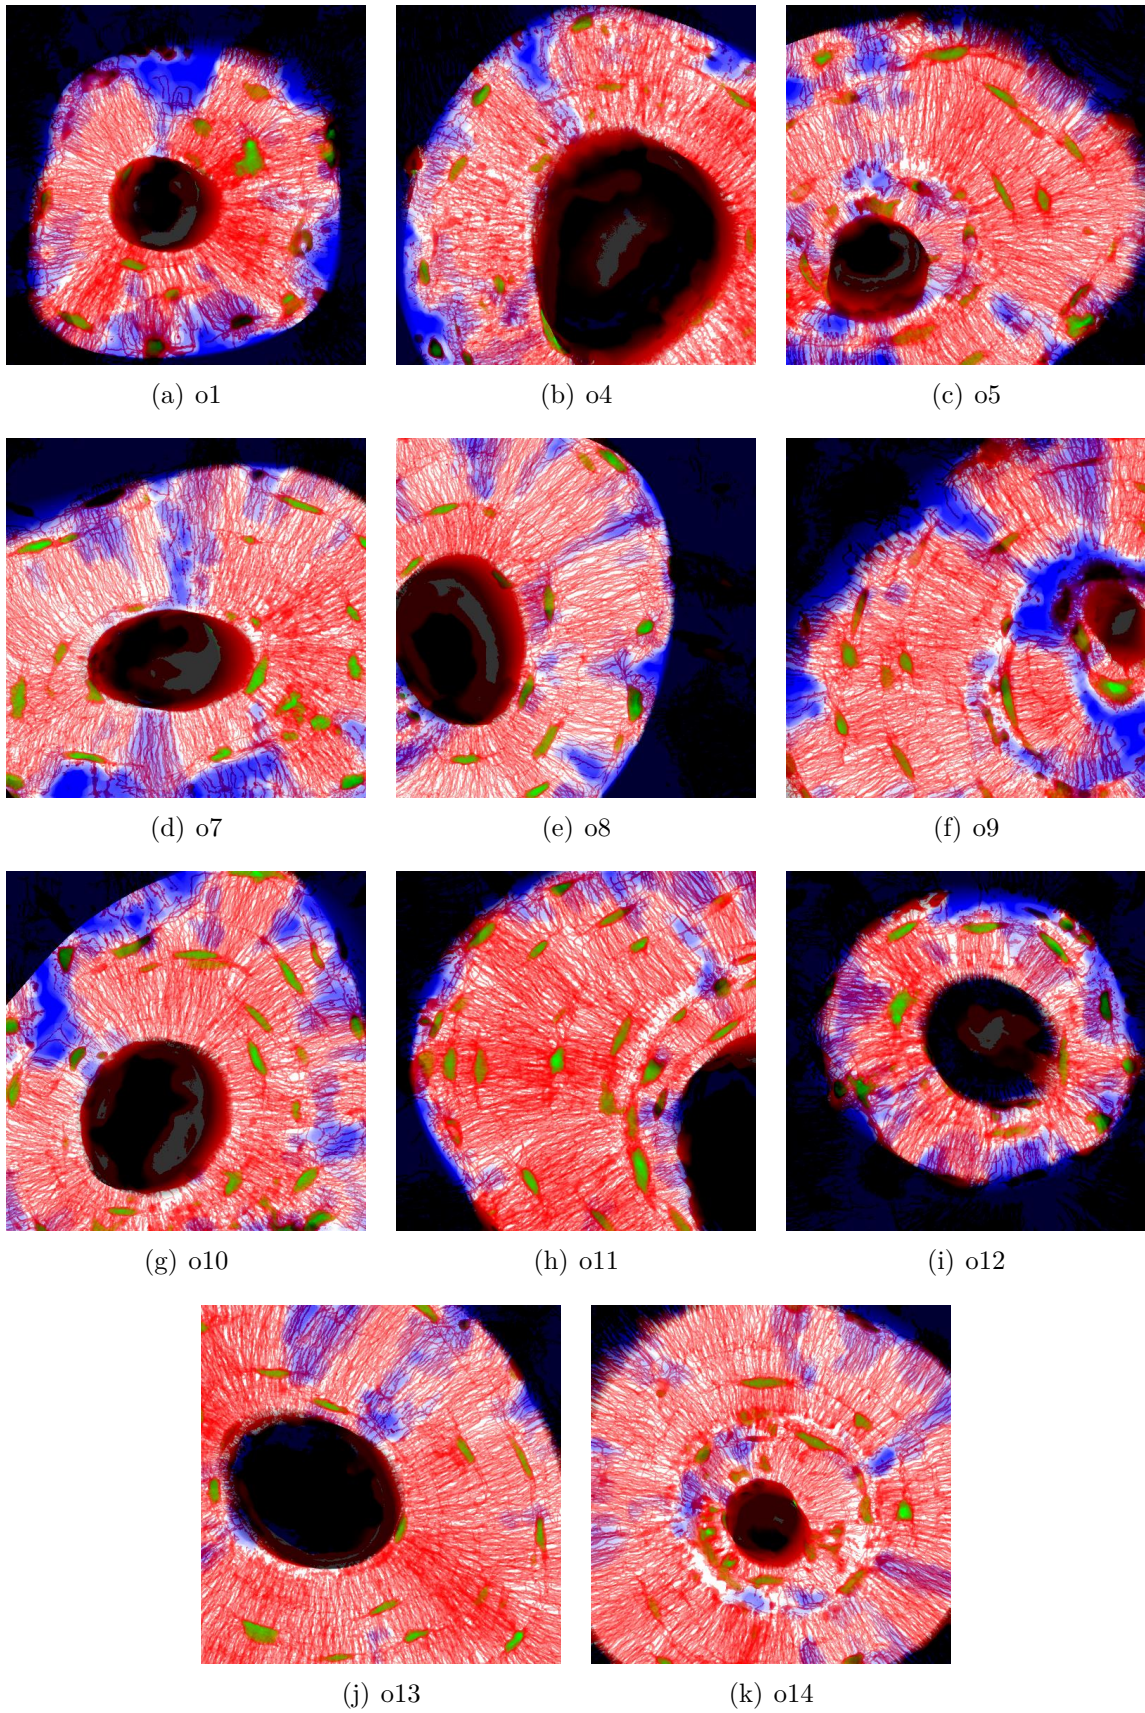 (a) o1
(b) o4
(c) o5
(d) o7
(e) o8
(f) o9
(g) o10
(h) o11
(i) o12
(j) o13
(k) o14